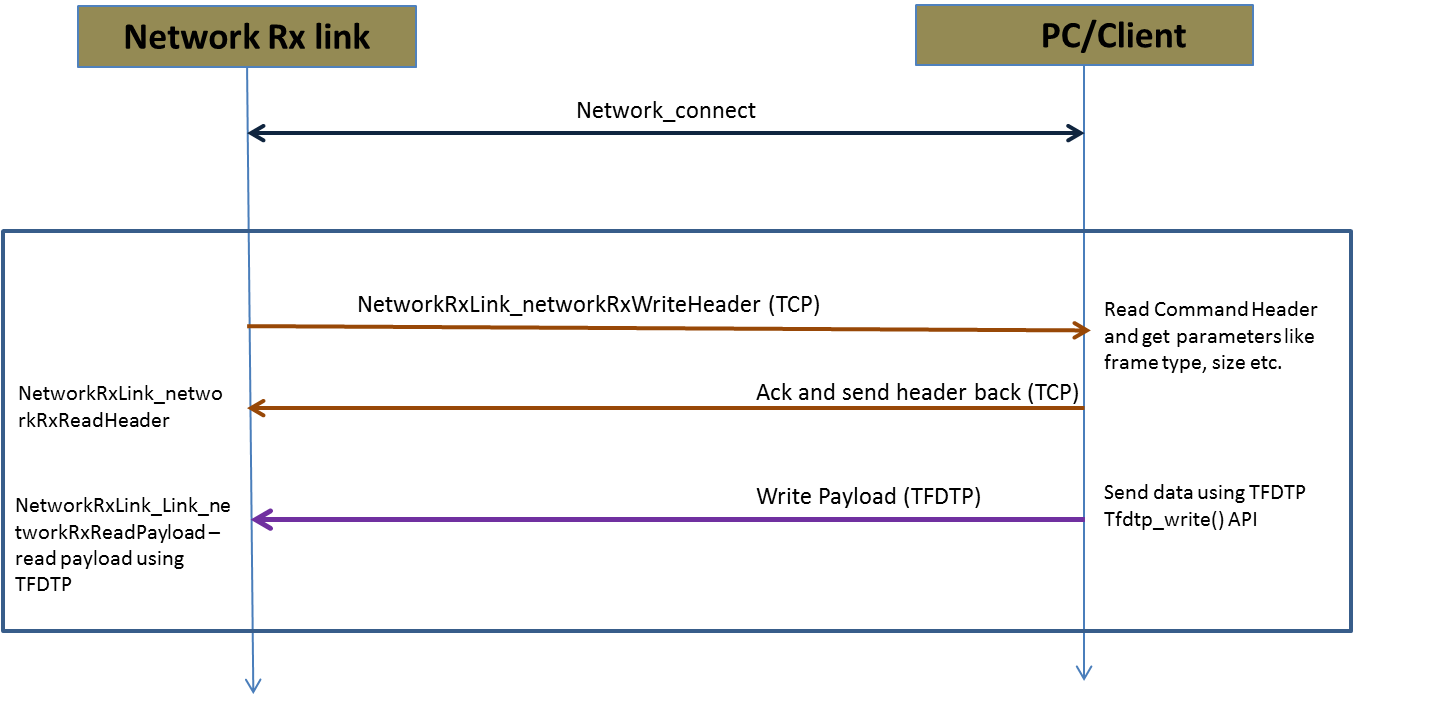 Network Rx link
PC/Client
Network_connect
NetworkRxLink_networkRxWriteHeader (TCP)
Read Command Header
and get parameters like
frame type, size etc.
NetworkRxLink_netwo
rkRxReadHeader
Ack and send header back (TCP)
NetworkRxLink_Link_ne
tworkRxReadPayload –
read payload using
TFDTP
Write Payload (TFDTP)
Send data using TFDTP
Tfdtp_write() API